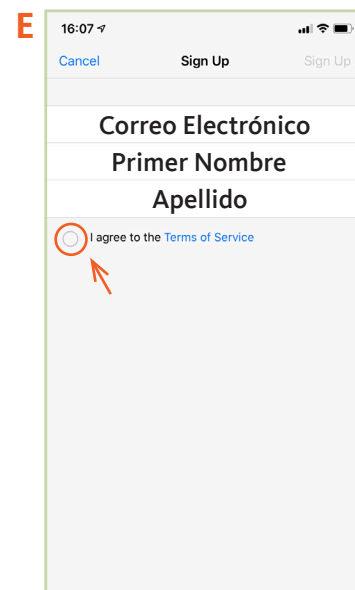 E
16:07
Cancel Sign Up Sign Up
Correo Electrónico
Primer Nombre
Apellido
I agree to the Terms of Service